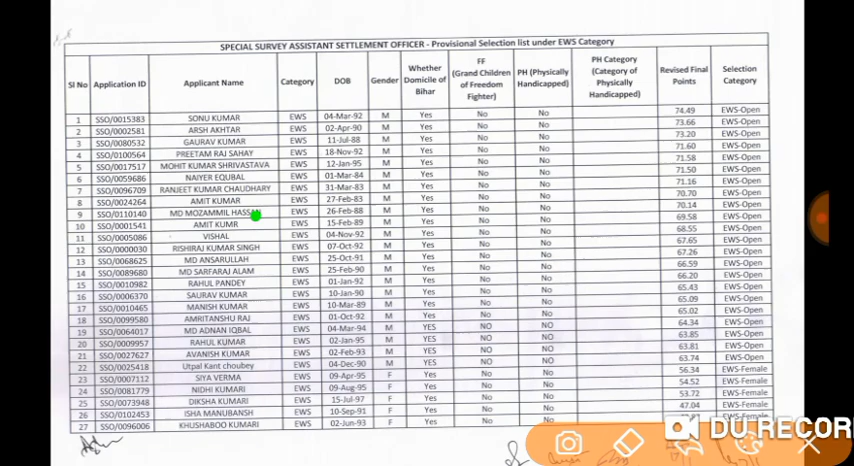 SPECIAL SURVEY ASSISTANT SETTLEMENT OFFICER - Provisional Selection list under EWS Category
Sl No Application ID Applicant Name Category DOB Gender Whether Domicile of Bihar FF (Grand Children of Freedom Fighter) PH (Physically Handicapped) PH Category (Category of Physically Handicapped) Revised Final Points Selection Category
1 SSO/0015383 SONU KUMAR EWS 04-Mar-92 M Yes No No 74.49 EWS-Open
2 SSO/0002581 ARSH AKHTAR EWS 02-Apr-90 M Yes No No 73.66 EWS-Open
3 SSO/0080532 GAURAV KUMAR EWS 11-Jul-88 M Yes No No 73.20 EWS-Open
4 SSO/0100564 PREETAM RAJ SAHAY EWS 18-Nov-92 M Yes No No 71.60 EWS-Open
5 SSO/0017517 MOHIT KUMAR SHRIVASTAVA EWS 12-Jan-95 M Yes No No 71.58 EWS-Open
6 SSO/0059686 NAIYER EQUBAL EWS 01-Mar-84 M Yes No No 71.50 EWS-Open
7 SSO/0096709 RANJEET KUMAR CHAUDHARY EWS 31-Mar-83 M Yes No No 71.16 EWS-Open
8 SSO/0024264 AMIT KUMAR EWS 27-Feb-83 M Yes No No 70.70 EWS-Open
9 SSO/0110140 MD MOZAMMIL HASSAN EWS 26-Feb-88 M Yes No No 70.14 EWS-Open
10 SSO/0001541 AMIT KUMR EWS 15-Feb-89 M Yes No No 69.58 EWS-Open
11 SSO/0005086 VISHAL EWS 04-Nov-92 M Yes No No 68.55 EWS-Open
12 SSO/0000030 RISHIRAJ KUMAR SINGH EWS 07-Oct-92 M Yes No No 67.65 EWS-Open
13 SSO/0068625 MD ANSARULLAH EWS 25-Oct-91 M Yes No No 67.26 EWS-Open
14 SSO/0089680 MD SARFARAJ ALAM EWS 25-Feb-90 M Yes No No 66.59 EWS-Open
15 SSO/0010982 RAHUL PANDEY EWS 01-Jan-92 M Yes No No 66.20 EWS-Open
16 SSO/0006370 SAURAV KUMAR EWS 10-Jan-90 M Yes No No 65.43 EWS-Open
17 SSO/0010465 MANISH KUMAR EWS 10-Mar-89 M Yes No No 65.09 EWS-Open
18 SSO/0099580 AMRITANSHU RAJ EWS 01-Oct-92 M Yes No No 65.02 EWS-Open
19 SSO/0064017 MD ADNAN IQBAL EWS 04-Mar-94 M YES NO NO 64.34 EWS-Open
20 SSO/0009957 RAHUL KUMAR EWS 02-Jan-95 M YES NO NO 63.85 EWS-Open
21 SSO/0027627 AVANISH KUMAR EWS 02-Feb-93 M YES NO NO 63.81 EWS-Open
22 SSO/0025418 Utpal Kant choubey EWS 04-Dec-90 M YES NO NO 63.74 EWS-Open
23 SSO/0007112 SIYA VERMA EWS 09-Apr-95 F Yes No No 56.34 EWS-Female
24 SSO/0081779 NIDHI KUMARI EWS 09-Aug-95 F Yes No No 54.52 EWS-Female
25 SSO/0073948 DIKSHA KUMARI EWS 15-Jul-97 F Yes No No 53.72 EWS-Female
26 SSO/0102453 ISHA MANUBANSH EWS 10-Sep-91 F Yes No No 47.04 EWS-Female
27 SSO/0096006 KHUSHABOO KUMARI EWS 02-Jun-93 F Yes No No
DU RECOR